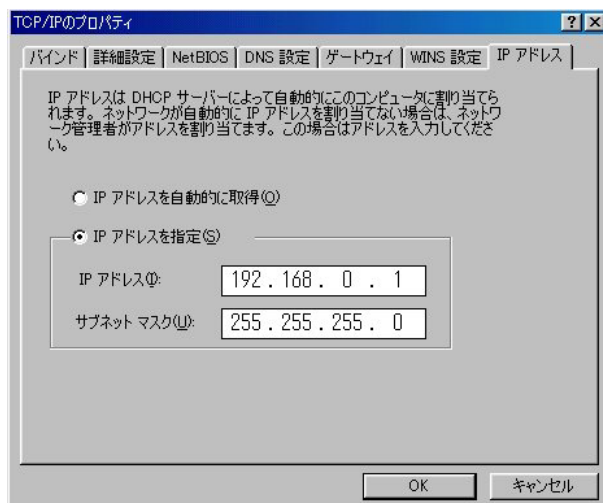 TCP/IPのプロパティ
バインド 詳細設定 NetBIOS DNS 設定 ゲートウェイ WINS 設定 IP アドレス
IP アドレスは DHCP サーバーによって自動的にこのコンピュータに割り当てら
れます。ネットワークが自動的に IP アドレスを割り当てない場合は、ネットワ
ーク管理者がアドレスを割り当てます。この場合はアドレスを入力してくださ
い。
IP アドレスを自動的に取得(O)
IP アドレスを指定(S)
IP アドレス(I): 192.168.0.1
サブネット マスク(U): 255.255.255.0
OK キャンセル